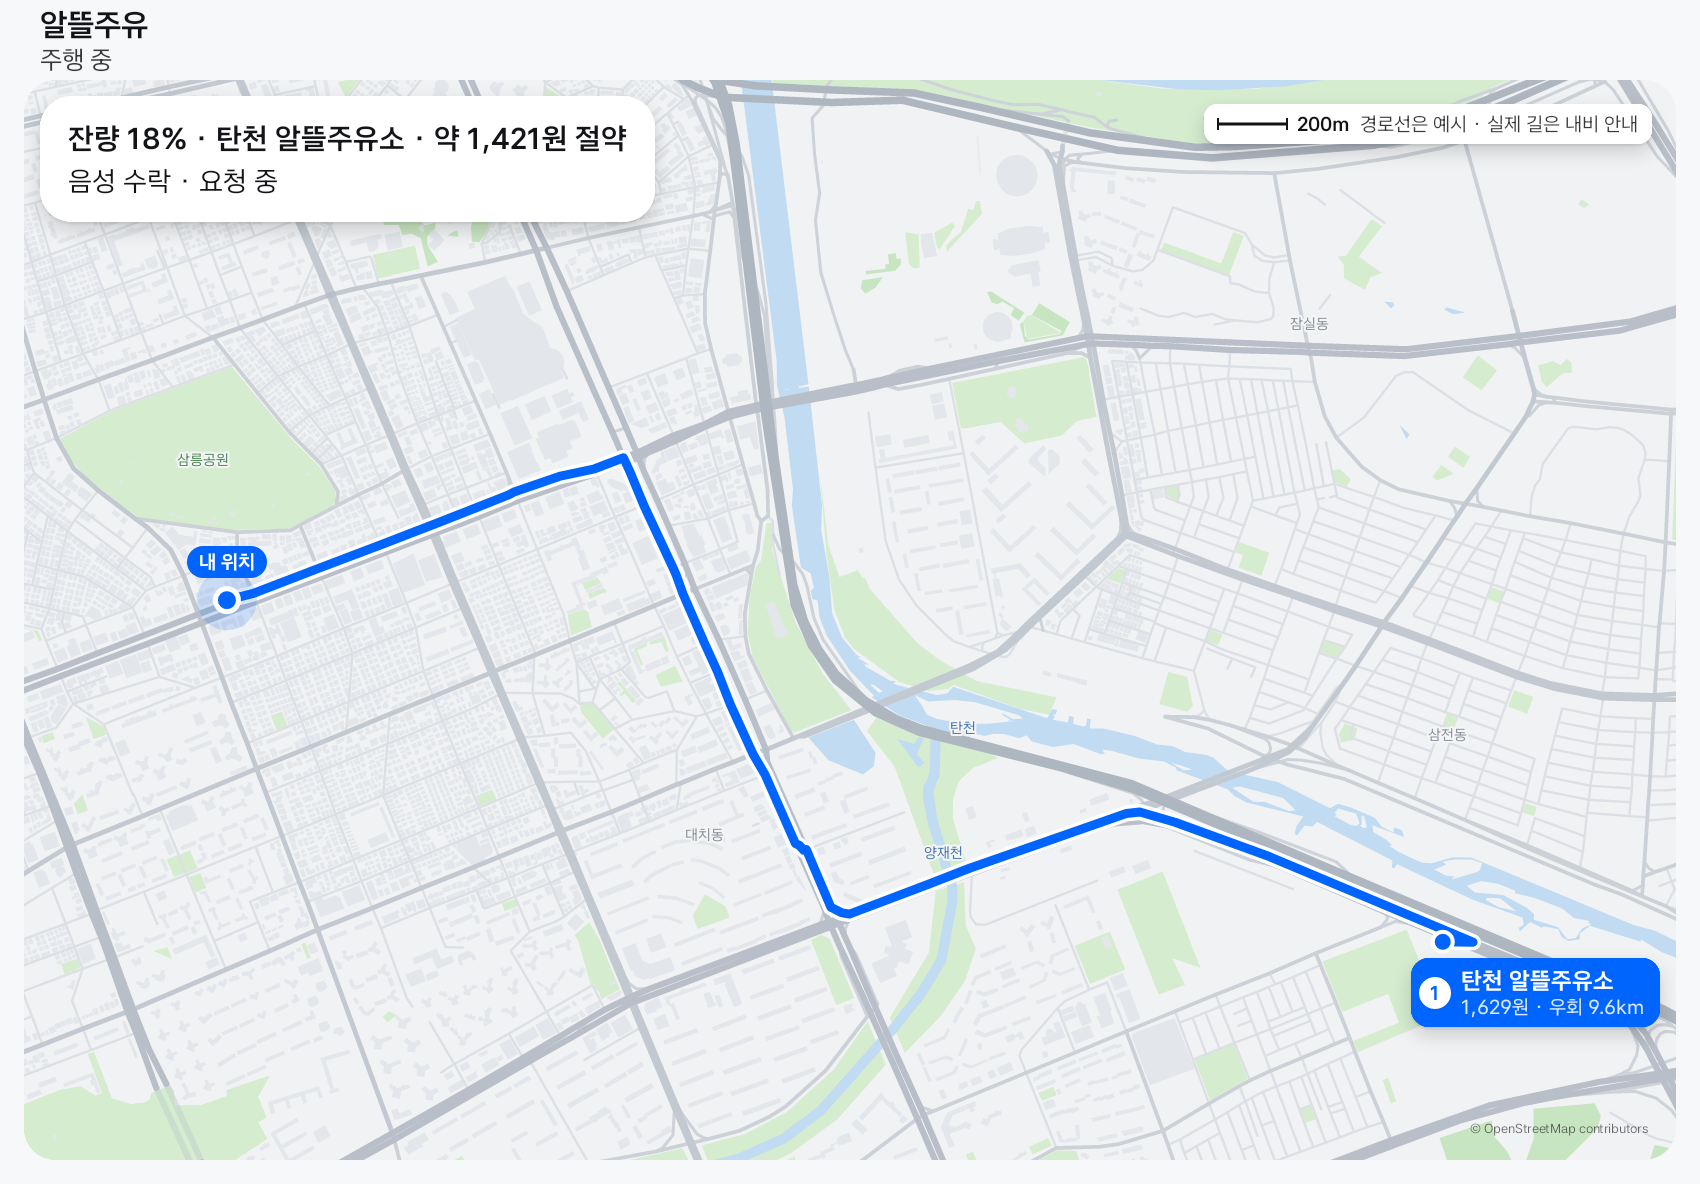 알뜰주유
주행 중
잔량 18% · 탄천 알뜰주유소 · 약 1,421원 절약
음성 수락 · 요청 중
200m 경로선은 예시 · 실제 길은 내비 안내
잠실동
삼릉공원
내 위치
탄천
삼전동
대치동
양재천
1
탄천 알뜰주유소
1,629원 · 우회 9.6km
© OpenStreetMap contributors